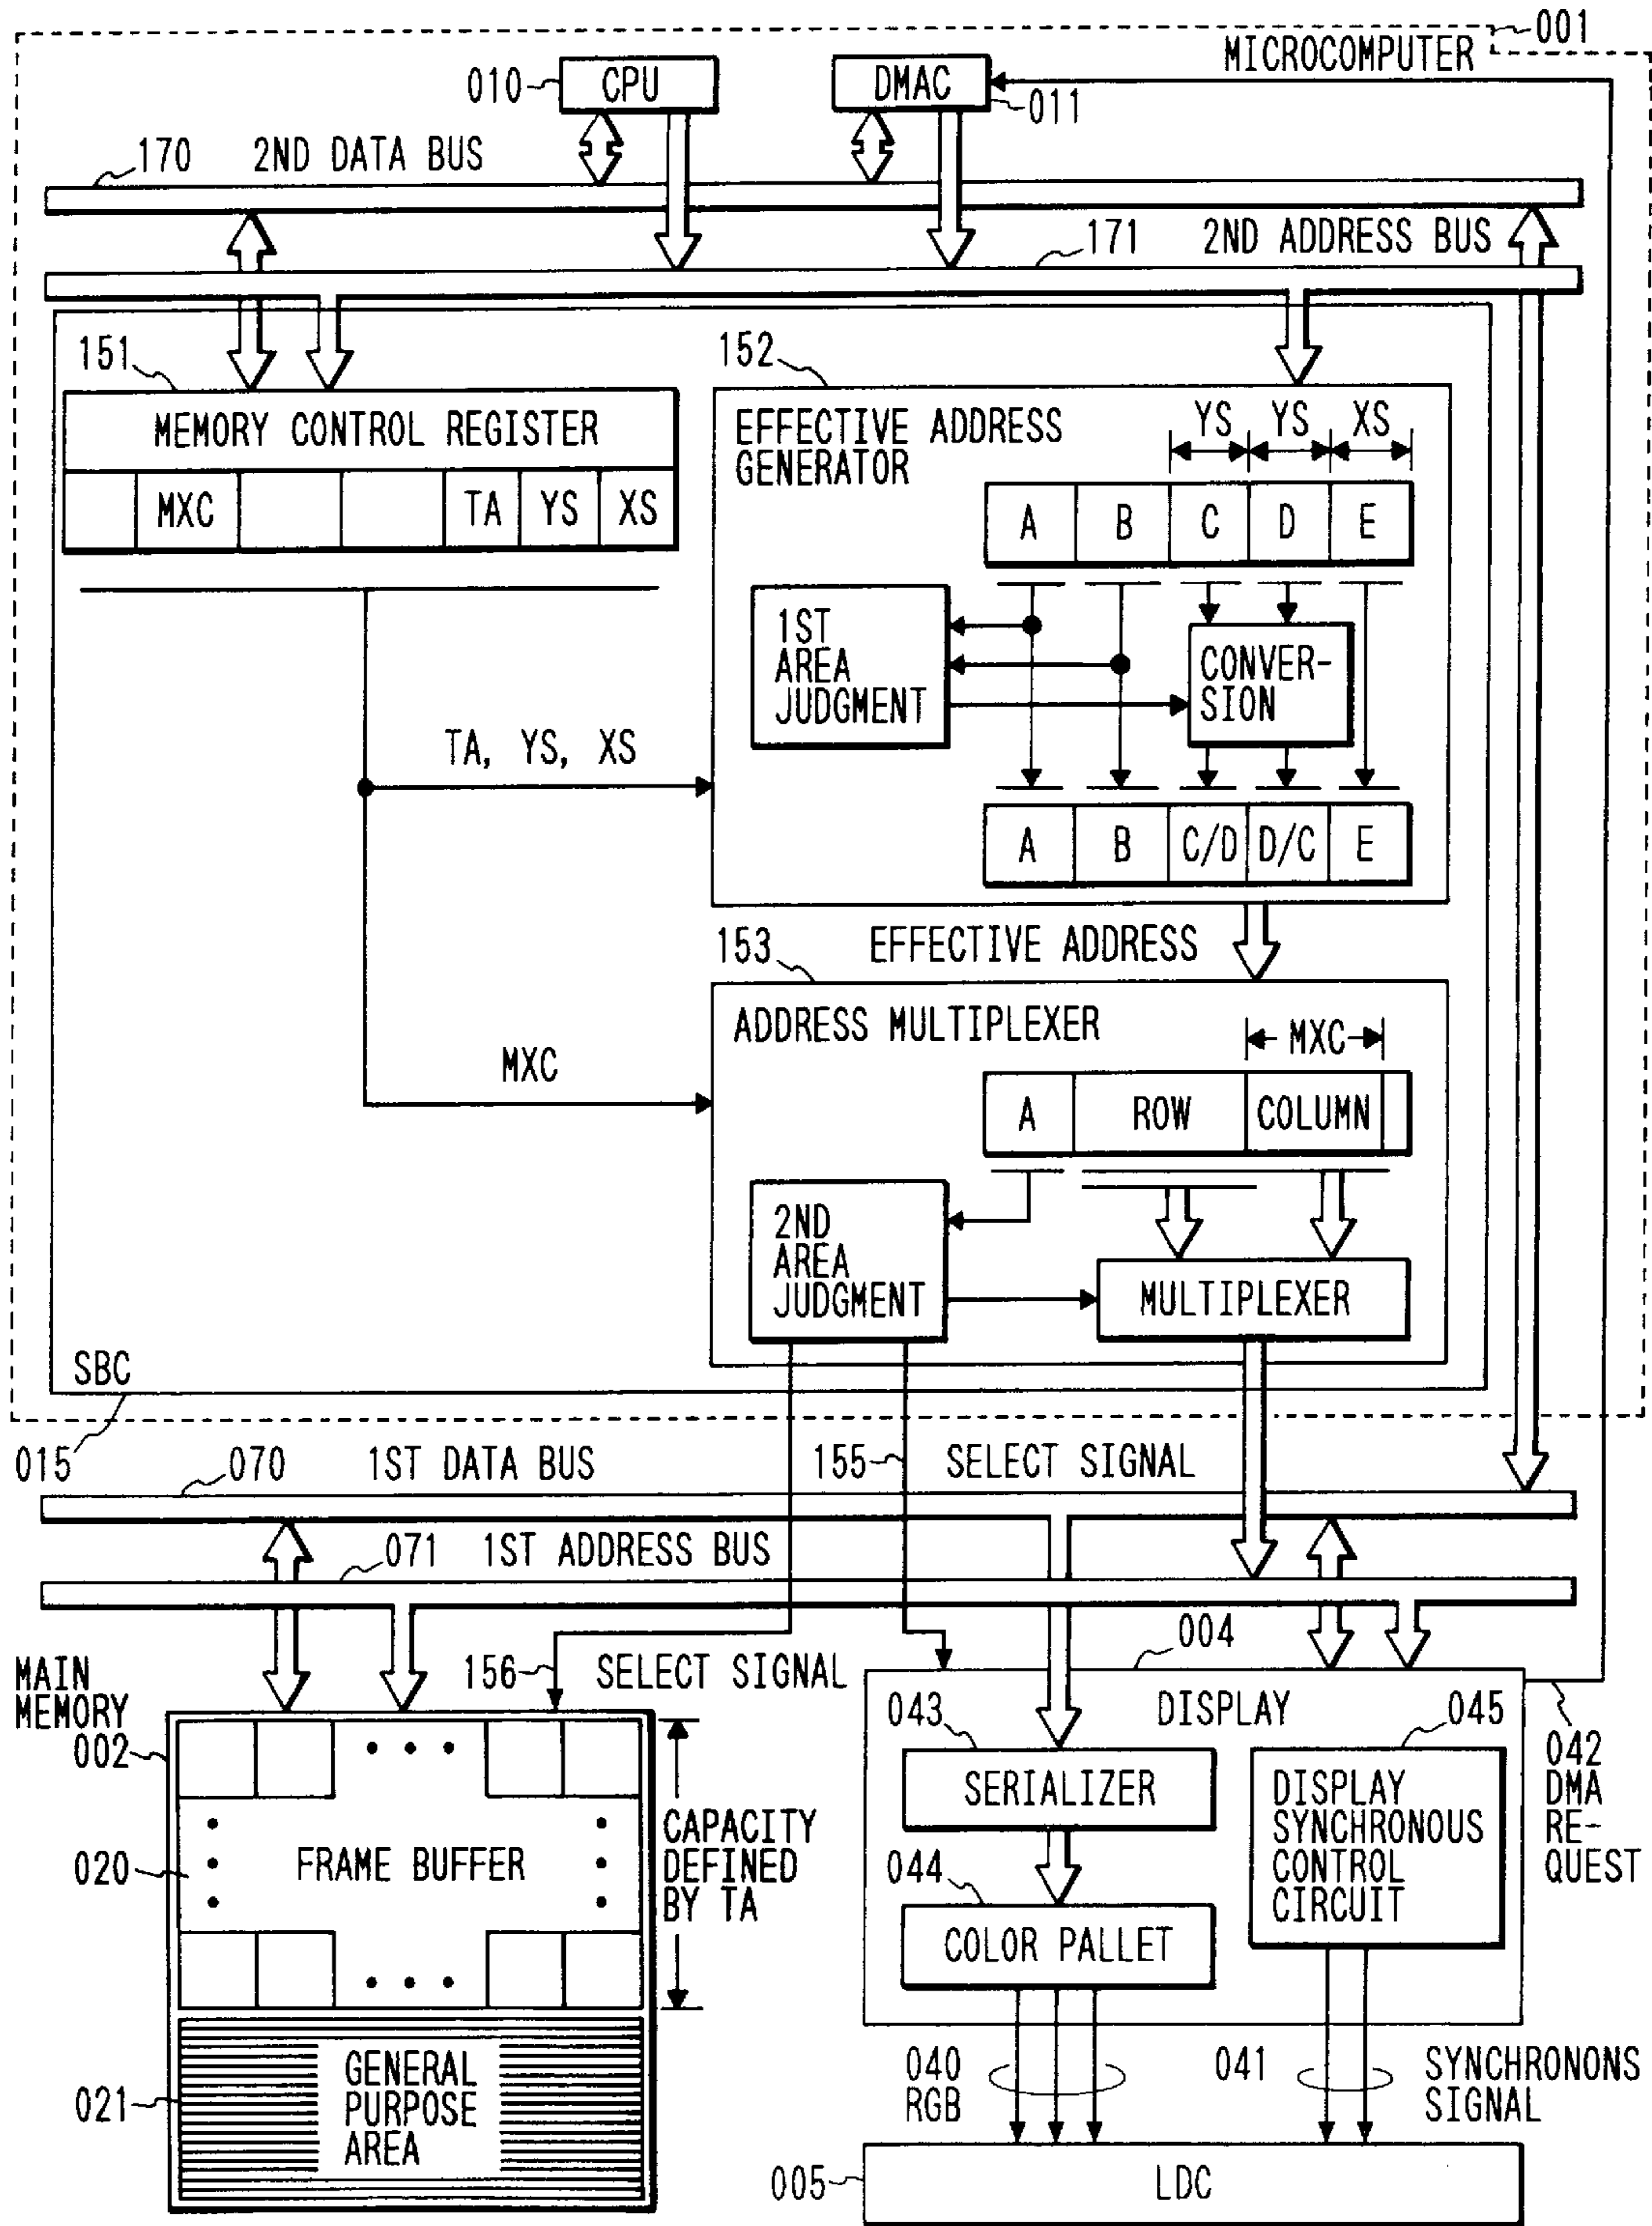 001
MICROCOMPUTER
010
CPU
DMAC
011
170
2ND DATA BUS
171
2ND ADDRESS BUS
151
MEMORY CONTROL REGISTER
MXC
TA
YS
XS
152
EFFECTIVE ADDRESS
GENERATOR
YS
YS
XS
A
B
C
D
E
1ST
AREA
JUDGMENT
CONVER-
SION
TA, YS, XS
A
B
C/D
D/C
E
153
EFFECTIVE ADDRESS
ADDRESS MULTIPLEXER
MXC
MXC
A
ROW
COLUMN
2ND
AREA
JUDGMENT
MULTIPLEXER
SBC
015
070
1ST DATA BUS
155
SELECT SIGNAL
071
1ST ADDRESS BUS
004
MAIN
MEMORY
002
156
SELECT SIGNAL
DISPLAY
043
045
SERIALIZER
DISPLAY
SYNCHRONOUS
CONTROL
CIRCUIT
042
DMA
RE-
QUEST
020
FRAME BUFFER
CAPACITY
DEFINED
BY TA
044
COLOR PALLET
021
GENERAL
PURPOSE
AREA
040
RGB
041
SYNCHRONONS
SIGNAL
005
LDC